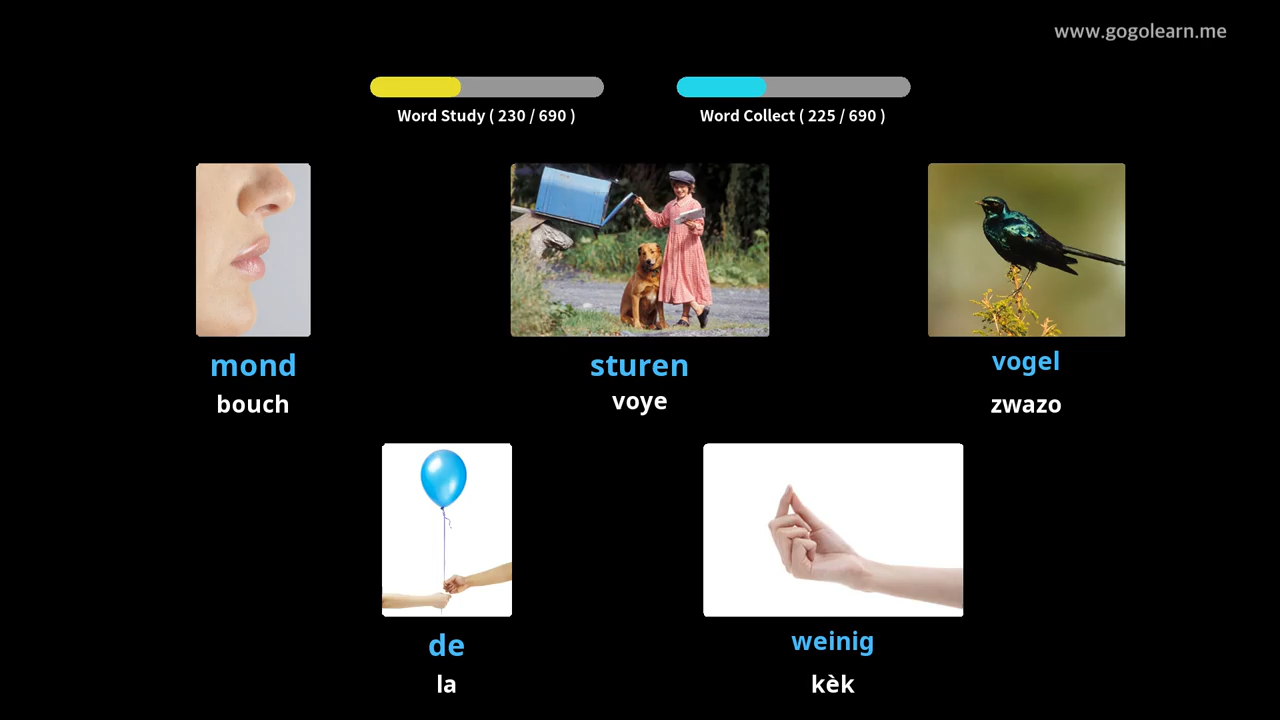 www.gogolearn.me
Word Study ( 230 / 690 )
Word Collect ( 225 / 690 )
mond
bouch
sturen
voye
vogel
zwazo
de
la
weinig
kèk